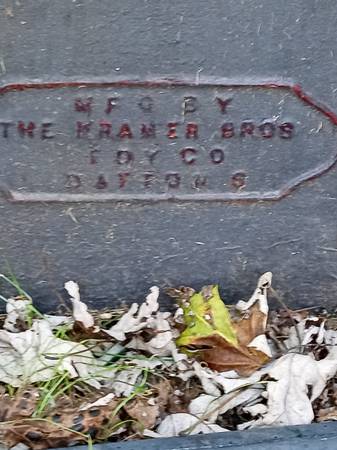 MFG BY
THE KRAMER BROS
FDY CO
DAYTON O